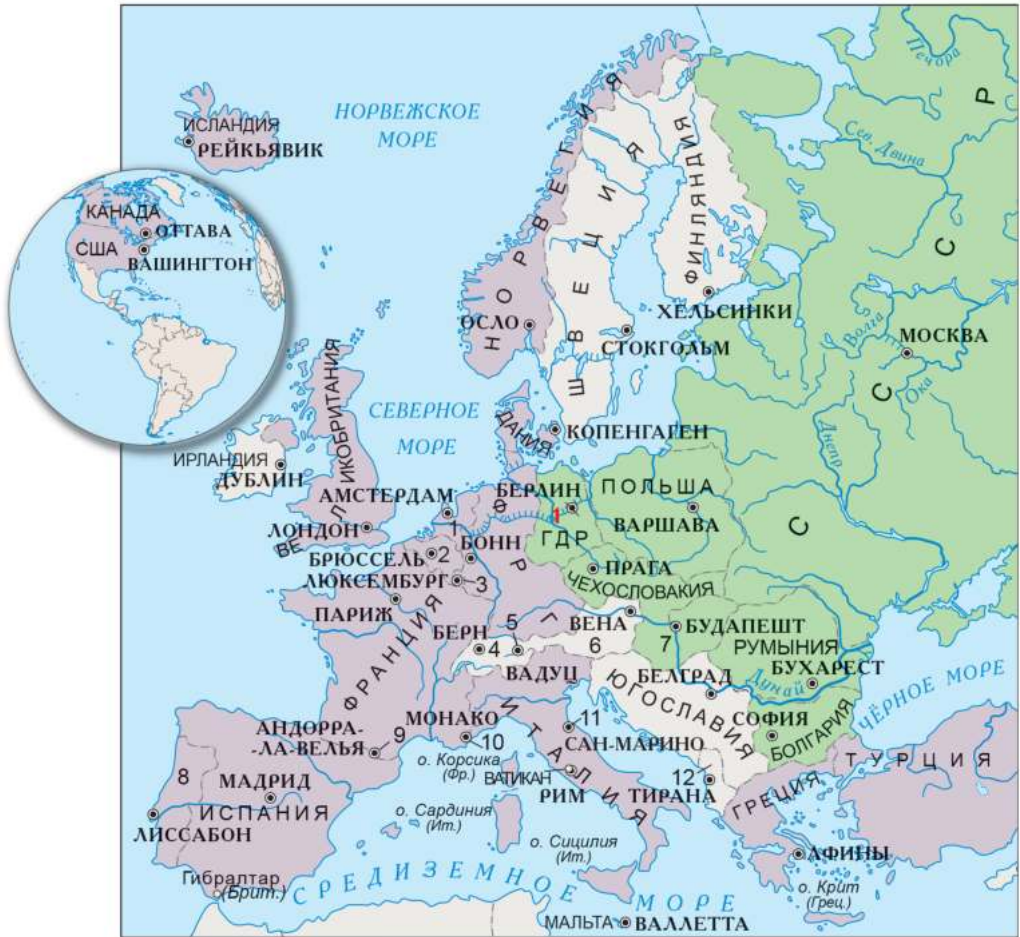 Печора
СССР
НОРВЕЖСКОЕ
МОРЕ
ИСЛАНДИЯ
РЕЙКЬЯВИК
Сев. Двина
КАНАДА
ОТТАВА
США
ВАШИНГТОН
НОРВЕГИЯ
ШВЕЦИЯ
ФИНЛЯНДИЯ
ХЕЛЬСИНКИ
ОСЛО
СТОКГОЛЬМ
Волга
МОСКВА
Ока
Днепр
СЕВЕРНОЕ
МОРЕ
ДАНИЯ
КОПЕНГАГЕН
ВЕЛИКОБРИТАНИЯ
ИРЛАНДИЯ
ДУБЛИН
АМСТЕРДАМ
ЛОНДОН
1
ФРГ
БЕРЛИН
1
ГДР
ПОЛЬША
ВАРШАВА
БОНН
БРЮССЕЛЬ
2
ЛЮКСЕМБУРГ
3
ПРАГА
ЧЕХОСЛОВАКИЯ
ПАРИЖ
ФРАНЦИЯ
БЕРН
4
5
ВАДУЦ
ВЕНА
6
БУДАПЕШТ
7
РУМЫНИЯ
БУХАРЕСТ
Дунай
БЕЛГРАД
ЮГОСЛАВИЯ
СОФИЯ
БОЛГАРИЯ
ЧЁРНОЕ МОРЕ
АНДОРРА-
-ЛА-ВЕЛЬЯ
9
МОНАКО
10
ИТАЛИЯ
11
САН-МАРИНО
о. Корсика
(Фр.)
ВАТИКАН
РИМ
12
ТИРАНА
ГРЕЦИЯ
ТУРЦИЯ
8
МАДРИД
ИСПАНИЯ
ЛИССАБОН
о. Сардиния
(Ит.)
о. Сицилия
(Ит.)
АФИНЫ
о. Крит
(Грец.)
Гибралтар
(Брит.)
СРЕДИЗЕМНОЕ МОРЕ
МАЛЬТА
ВАЛЛЕТТА